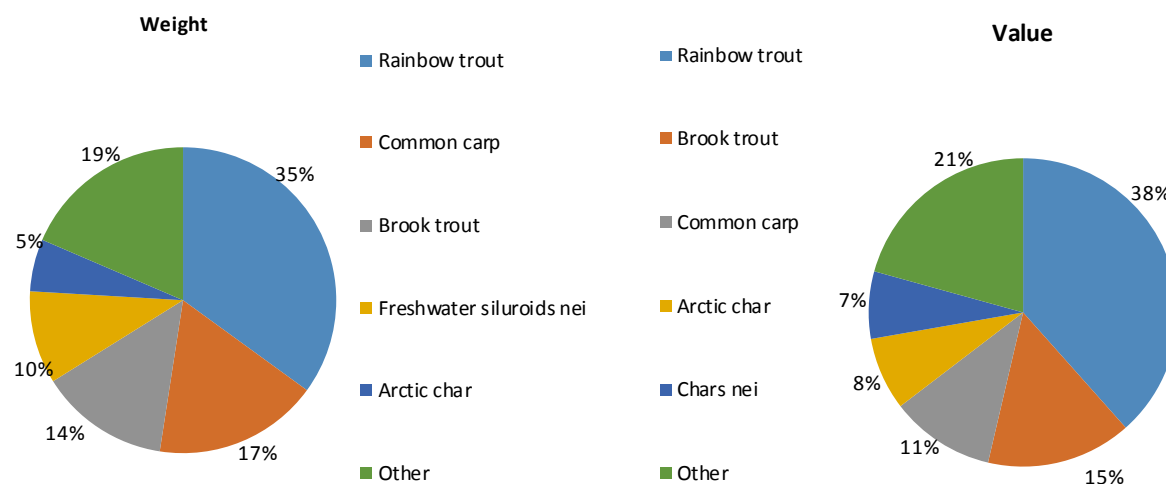 Weight
35%
17%
14%
10%
5%
19%
Rainbow trout
Common carp
Brook trout
Freshwater siluroids nei
Arctic char
Other
Value
Rainbow trout
Brook trout
Common carp
Arctic char
Chars nei
Other
38%
15%
11%
8%
7%
21%